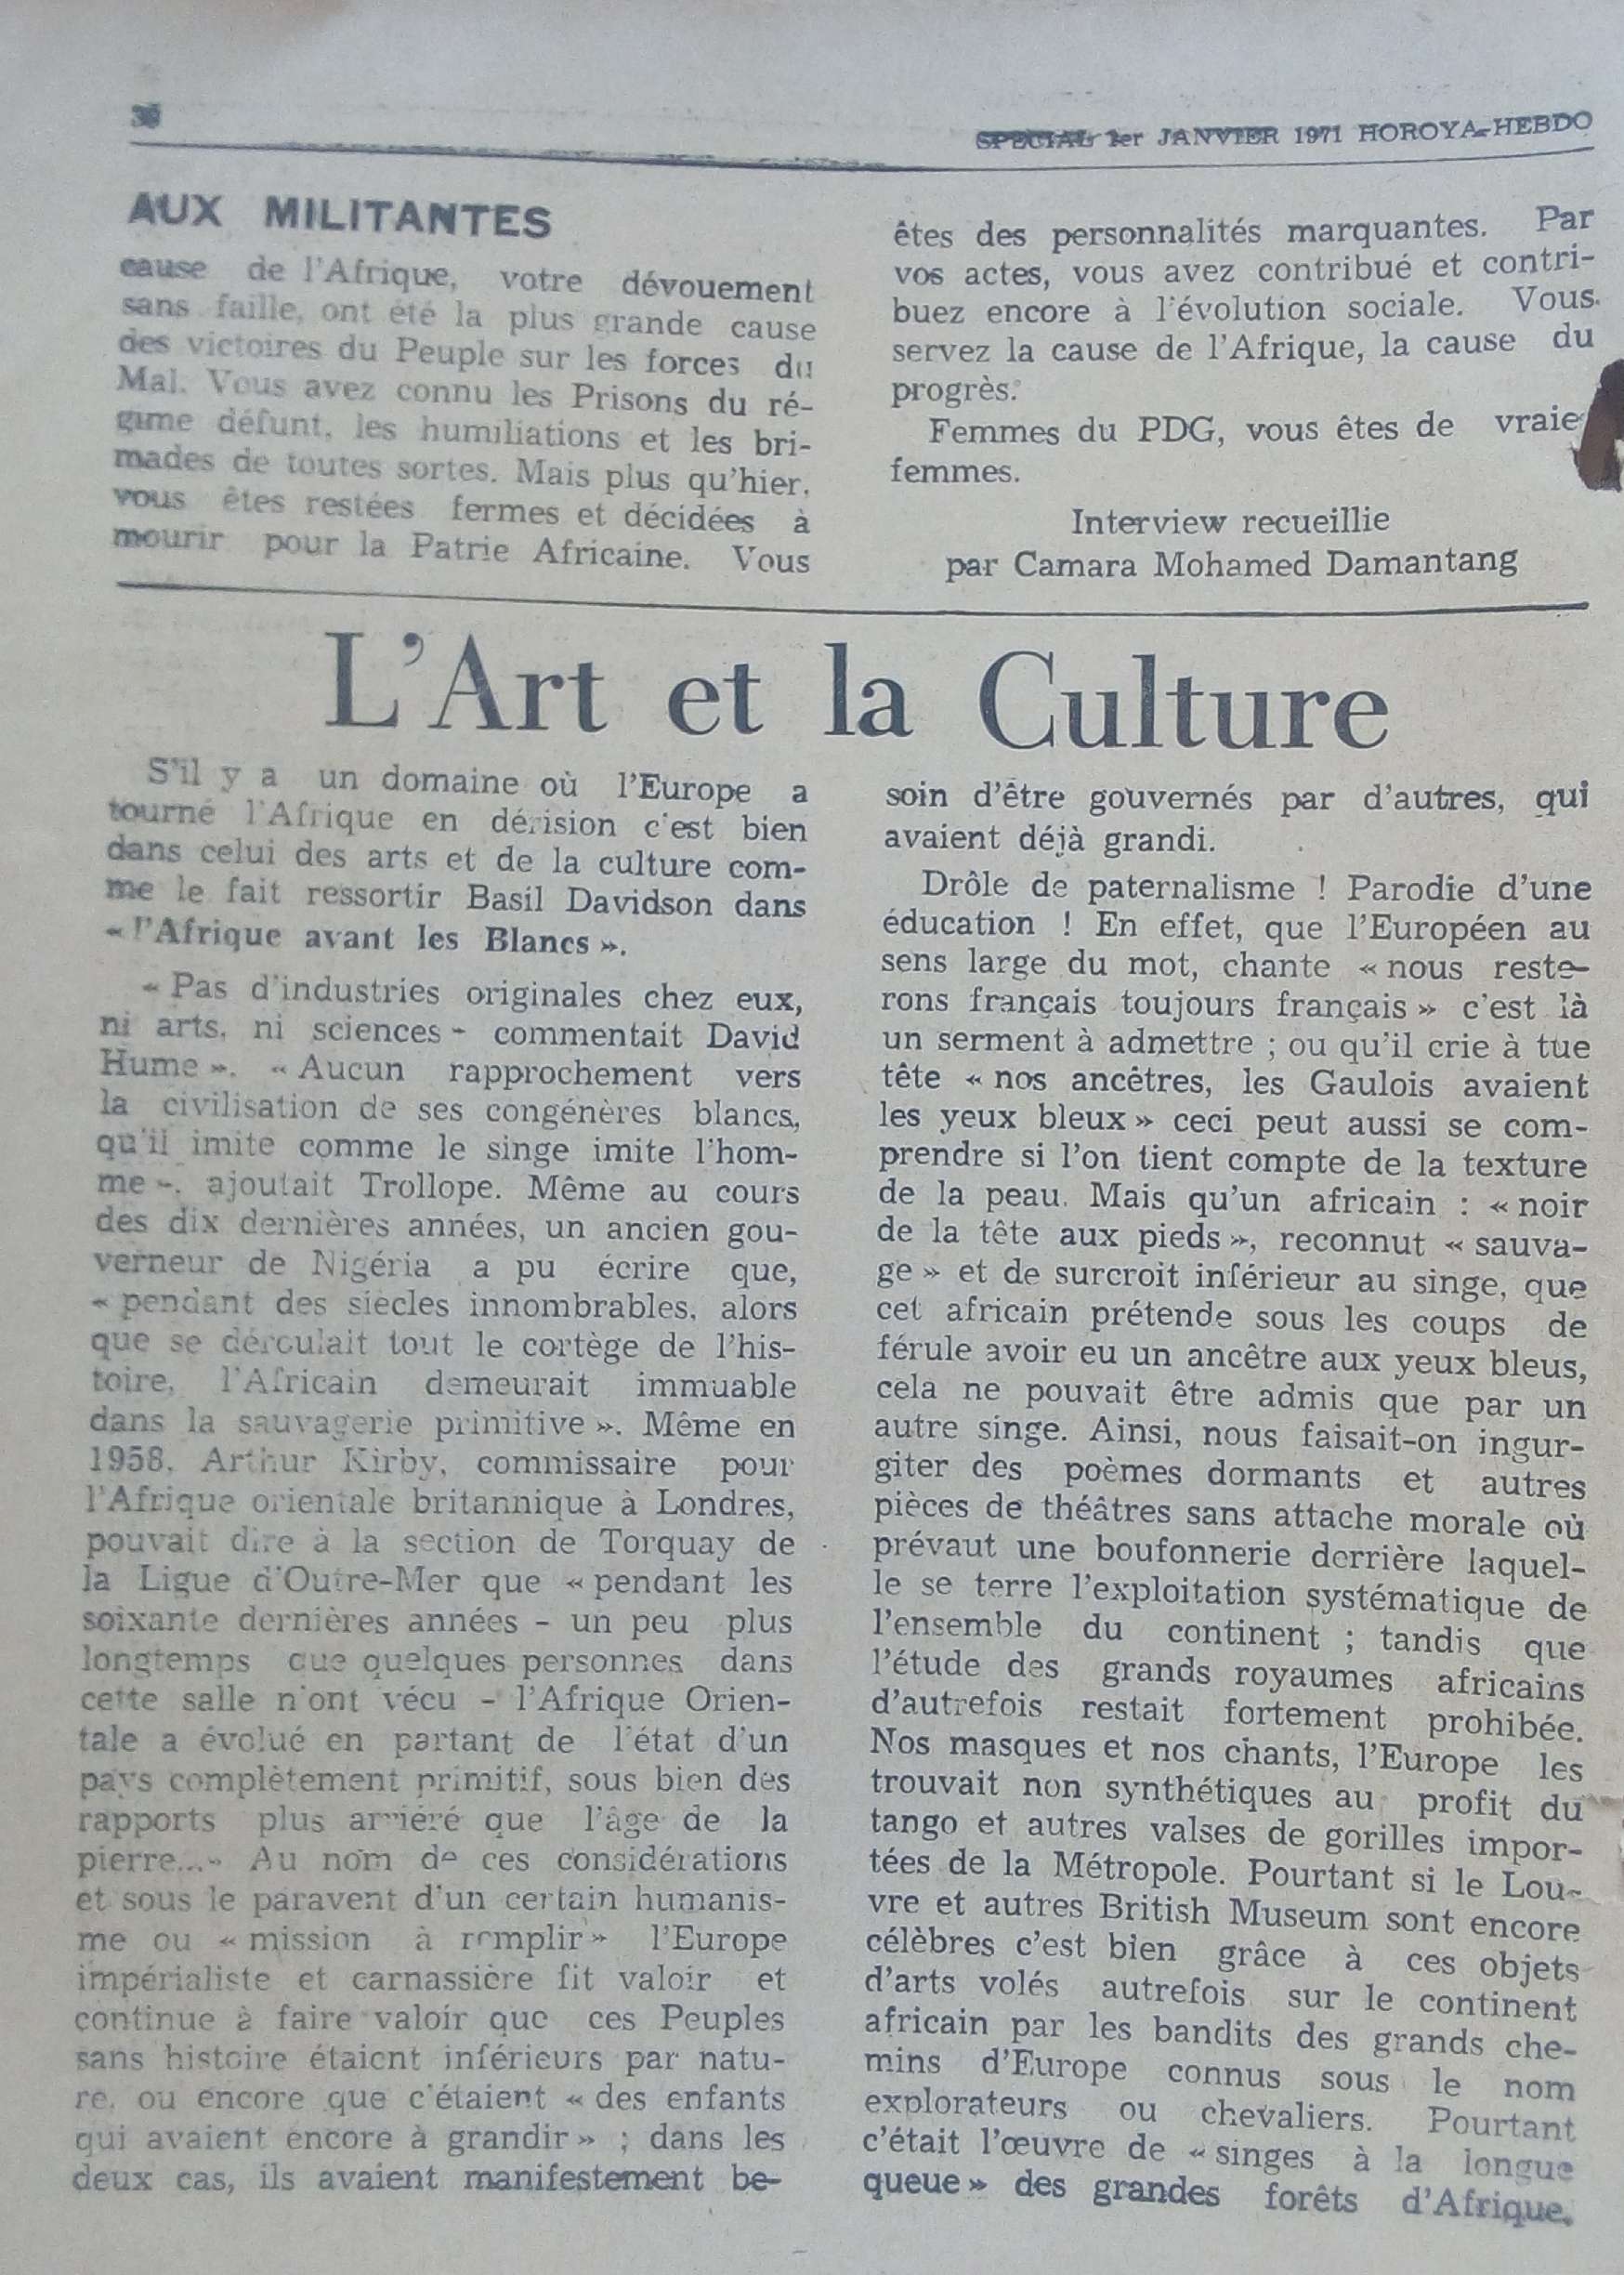 SPECIAL 1er JANVIER 1971 HOROYA-HEBDO
AUX MILITANTES
cause de l'Afrique, votre dévouement
sans faille, ont été la plus grande cause
des victoires du Peuple sur les forces du
Mal. Vous avez connu les Prisons du ré-
gime défunt, les humiliations et les bri-
mades de toutes sortes. Mais plus qu'hier,
vous êtes restées fermes et décidées à
mourir pour la Patrie Africaine. Vous
êtes des personnalités marquantes. Par
vos actes, vous avez contribué et contri-
buez encore à l'évolution sociale. Vous
servez la cause de l'Afrique, la cause du
progrès.
Femmes du PDG, vous êtes de vraies
femmes.
Interview recueillie
par Camara Mohamed Damantang
L'Art et la Culture
S'il y a un domaine où l'Europe a
tourné l'Afrique en dérision c'est bien
dans celui des arts et de la culture com-
me le fait ressortir Basil Davidson dans
« l'Afrique avant les Blancs ».
« Pas d'industries originales chez eux,
ni arts, ni sciences - commentait David
Hume ». « Aucun rapprochement vers
la civilisation de ses congénères blancs,
qu'il imite comme le singe imite l'hom-
me », ajoutait Trollope. Même au cours
des dix dernières années, un ancien gou-
verneur de Nigéria a pu écrire que,
« pendant des siècles innombrables, alors
que se déroulait tout le cortège de l'his-
toire, l'Africain demeurait immuable
dans la sauvagerie primitive ». Même en
1958, Arthur Kirby, commissaire pour
l'Afrique orientale britannique à Londres,
pouvait dire à la section de Torquay de
la Ligue d'Outre-Mer que « pendant les
soixante dernières années - un peu plus
longtemps que quelques personnes dans
cette salle n'ont vécu - l'Afrique Orien-
tale a évolué en partant de l'état d'un
pays complètement primitif, sous bien des
rapports plus arriéré que l'âge de la
pierre...» Au nom de ces considérations
et sous le paravent d'un certain humanis-
me ou « mission à remplir » l'Europe
impérialiste et carnassière fit valoir et
continue à faire valoir que ces Peuples
sans histoire étaient inférieurs par natu-
re, ou encore que c'étaient « des enfants
qui avaient encore à grandir » ; dans les
deux cas, ils avaient manifestement be-
soin d'être gouvernés par d'autres, qui
avaient déjà grandi.
Drôle de paternalisme ! Parodie d'une
éducation ! En effet, que l'Européen au
sens large du mot, chante « nous reste-
rons français toujours français » c'est là
un serment à admettre ; ou qu'il crie à tue
tête « nos ancêtres, les Gaulois avaient
les yeux bleux » ceci peut aussi se com-
prendre si l'on tient compte de la texture
de la peau. Mais qu'un africain : « noir
de la tête aux pieds », reconnut « sauva-
ge » et de surcroit inférieur au singe, que
cet africain prétende sous les coups de
férule avoir eu un ancêtre aux yeux bleus,
cela ne pouvait être admis que par un
autre singe. Ainsi, nous faisait-on ingur-
giter des poèmes dormants et autres
pièces de théâtres sans attache morale où
prévaut une boufonnerie derrière laquel-
le se terre l'exploitation systématique de
l'ensemble du continent ; tandis que
l'étude des grands royaumes africains
d'autrefois restait fortement prohibée.
Nos masques et nos chants, l'Europe les
trouvait non synthétiques au profit du
tango et autres valses de gorilles impor-
tées de la Métropole. Pourtant si le Lou-
vre et autres British Museum sont encore
célèbres c'est bien grâce à ces objets
d'arts volés autrefois sur le continent
africain par les bandits des grands che-
mins d'Europe connus sous le nom
explorateurs ou chevaliers. Pourtant
c'était l'œuvre de « singes à la longue
queue » des grandes forêts d'Afrique.